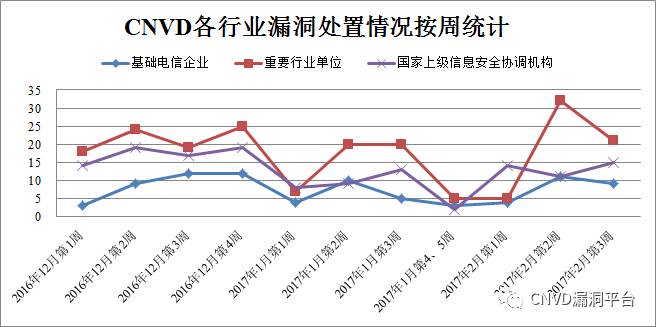 CNVD各行业漏洞处置情况按周统计
基础电信企业 重要行业单位 国家上级信息安全协调机构
35
30
25
20
15
10
5
0
2016年12月第1周
2016年12月第2周
2016年12月第3周
2016年12月第4周
2017年1月第1周
2017年1月第2周
2017年1月第3周
2017年1月第4、5周
2017年2月第1周
2017年2月第2周
2017年2月第3周
CNVD漏洞平台